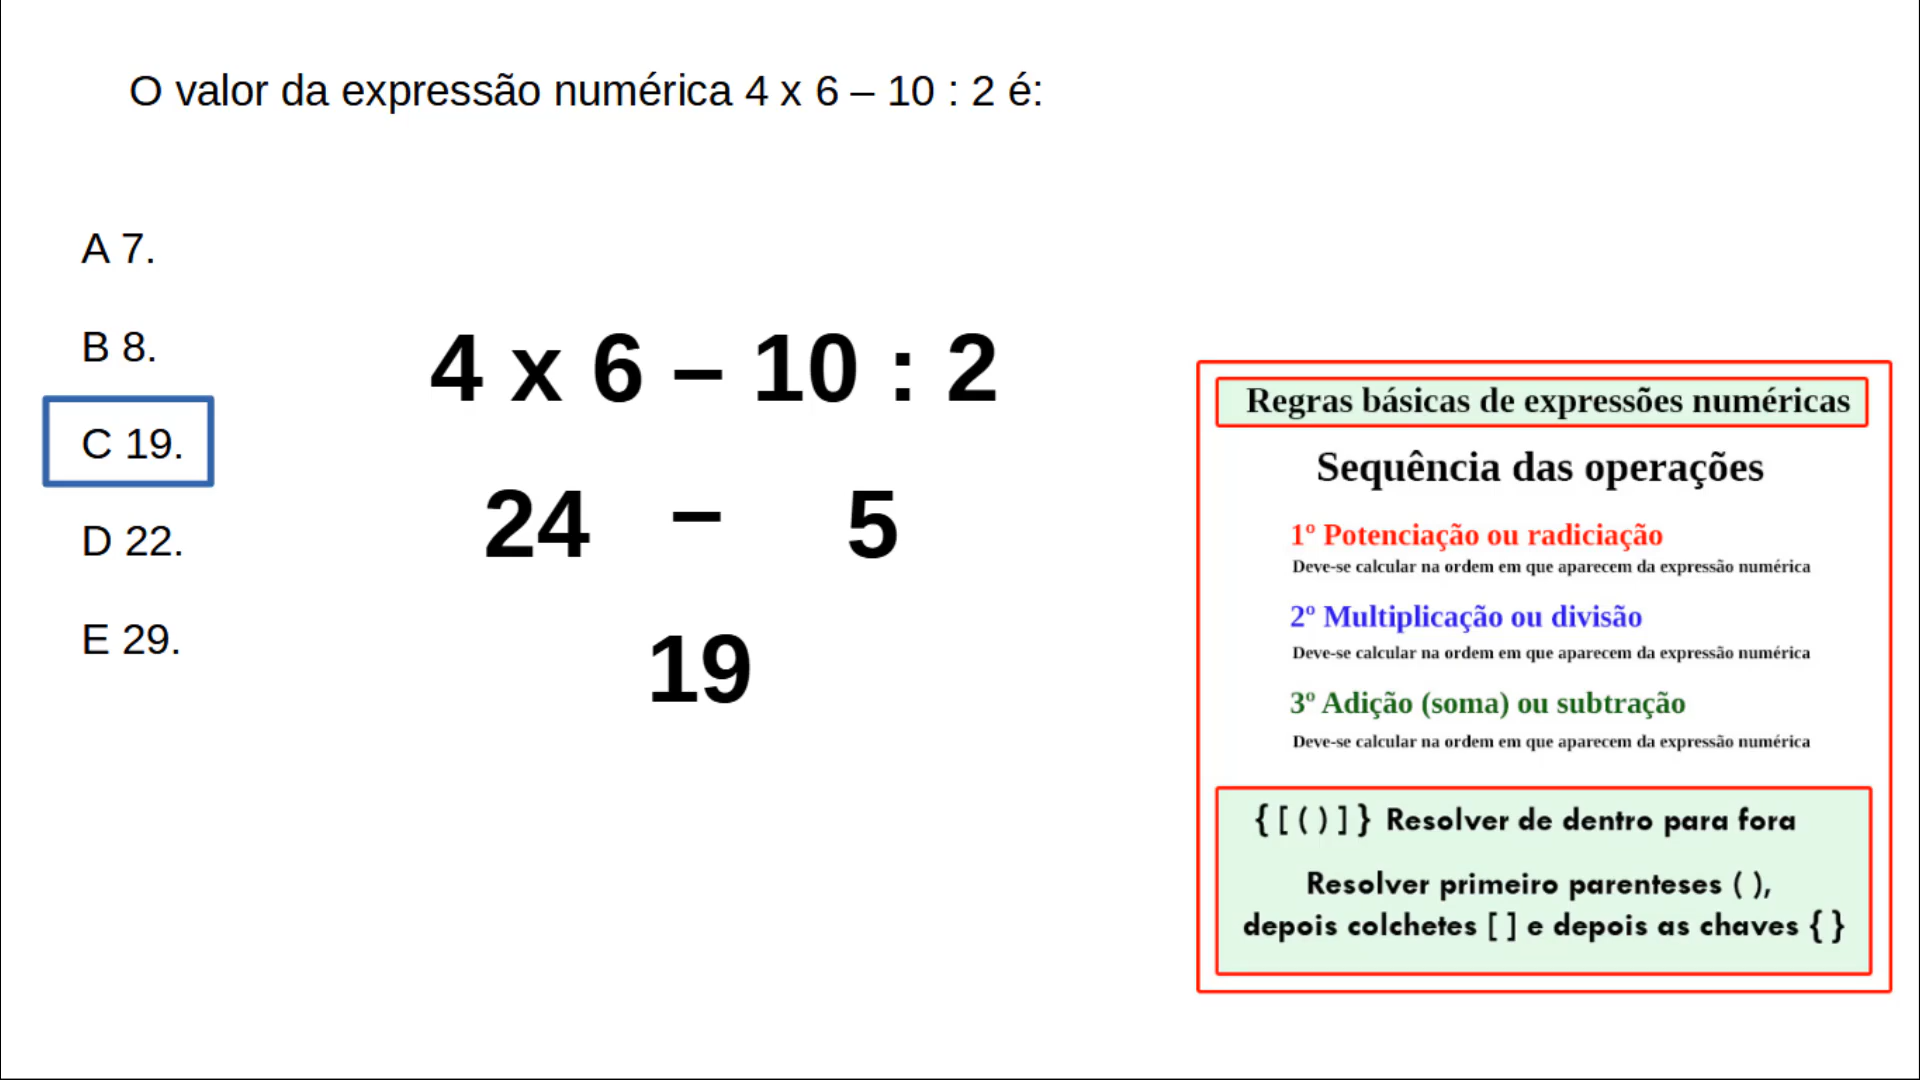 O valor da expressão numérica 4 x 6 – 10 : 2 é:
A 7.
B 8.
C 19.
D 22.
E 29.
4 x 6 – 10 : 2
24 – 5
19
Regras básicas de expressões numéricas
Sequência das operações
1º Potenciação ou radiciação
Deve-se calcular na ordem em que aparecem da expressão numérica
2º Multiplicação ou divisão
Deve-se calcular na ordem em que aparecem da expressão numérica
3º Adição (soma) ou subtração
Deve-se calcular na ordem em que aparecem da expressão numérica
{ [ ( ) ] } Resolver de dentro para fora
Resolver primeiro parenteses ( ),
depois colchetes [ ] e depois as chaves { }